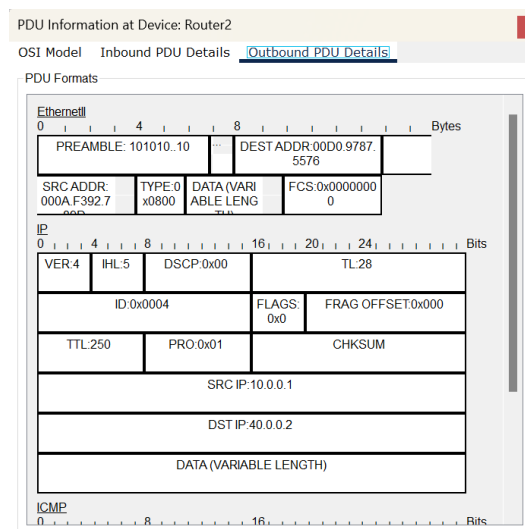 PDU Information at Device: Router2
OSI Model Inbound PDU Details Outbound PDU Details
PDU Formats
EthernetII
0 4 8 Bytes
PREAMBLE: 101010..10 ... DEST ADDR:00D0.9787.
5576
SRC ADDR: TYPE:0 DATA (VARI FCS:0x0000000
000A.F392.7 x0800 ABLE LENG 0
TH)
IP
0 4 8 16 20 24 Bits
VER:4 IHL:5 DSCP:0x00 TL:28
ID:0x0004 FLAGS: FRAG OFFSET:0x000
0x0
TTL:250 PRO:0x01 CHKSUM
SRC IP:10.0.0.1
DST IP:40.0.0.2
DATA (VARIABLE LENGTH)
ICMP
0 8 16 Bits